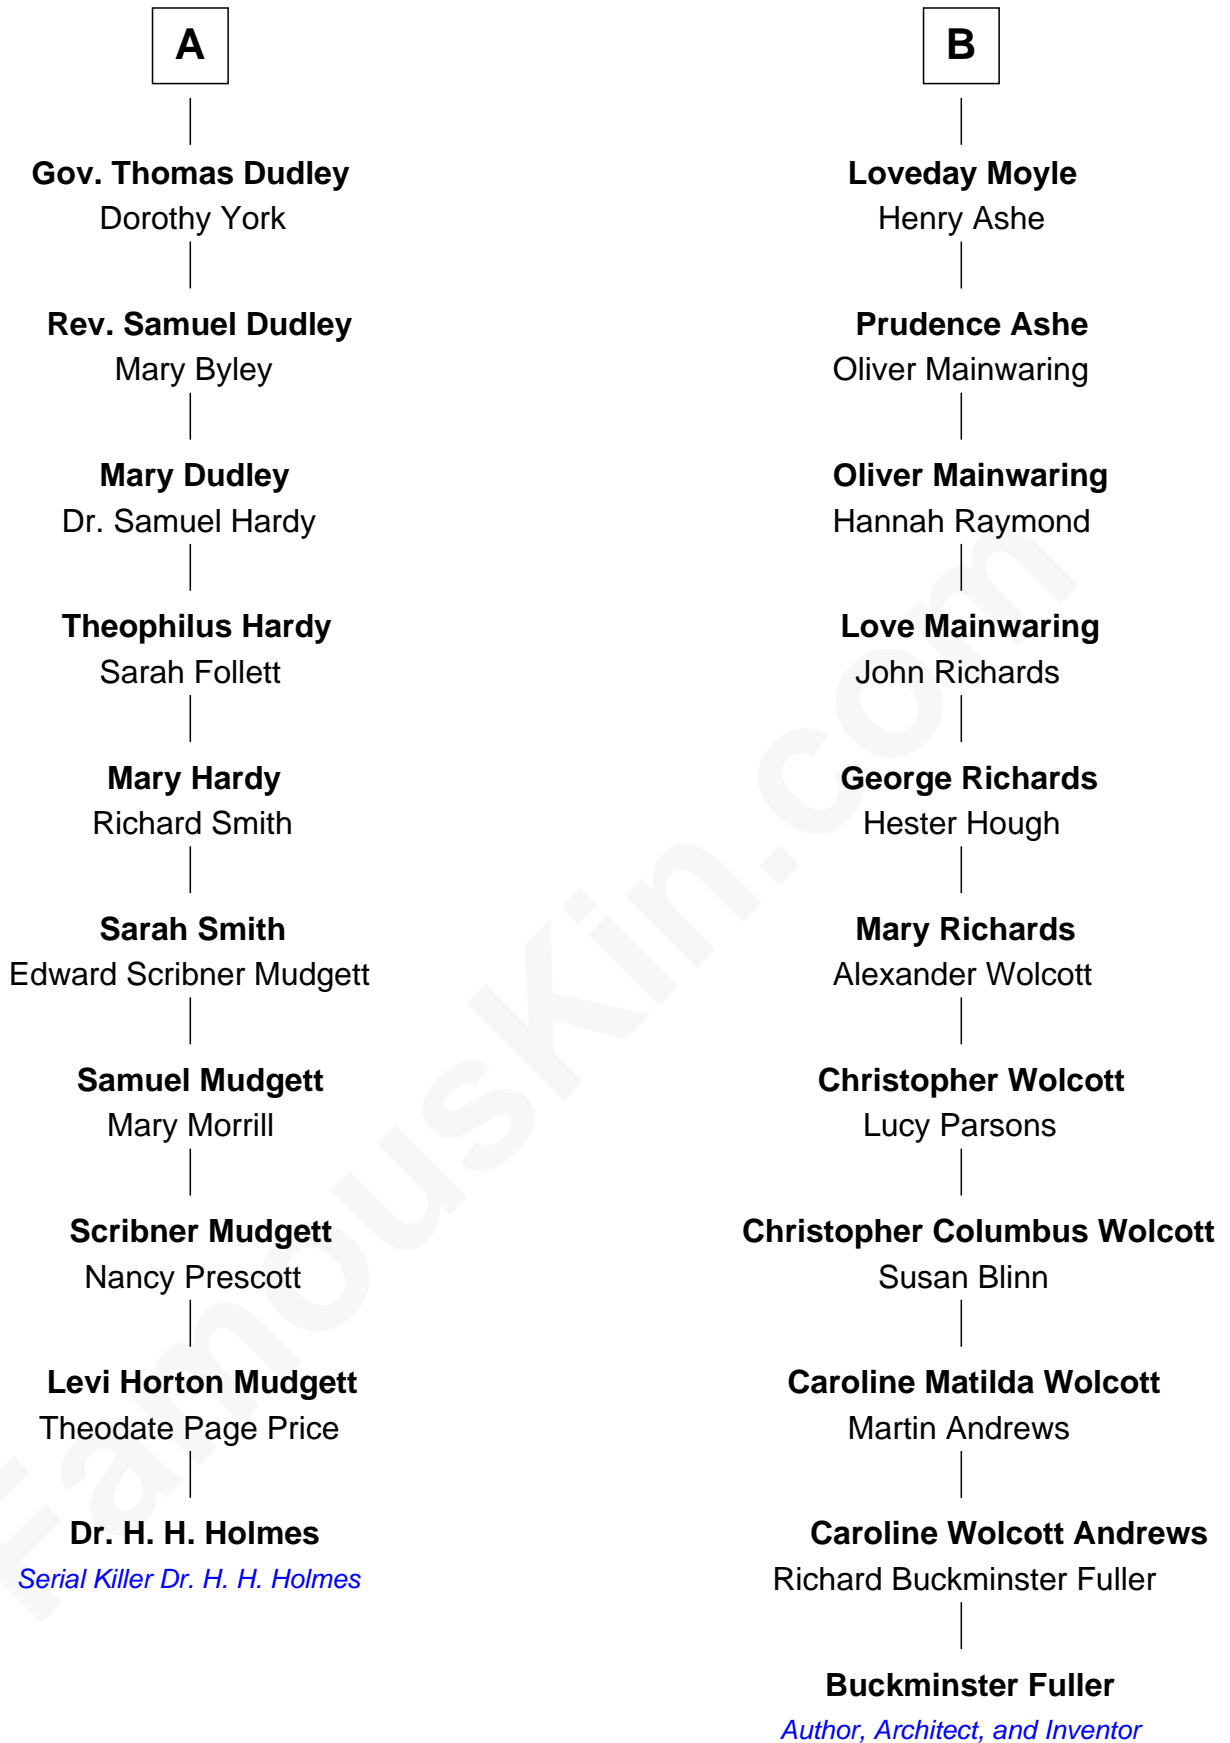 A
Gov. Thomas Dudley
Dorothy York
Rev. Samuel Dudley
Mary Byley
Mary Dudley
Dr. Samuel Hardy
Theophilus Hardy
Sarah Follett
Mary Hardy
Richard Smith
Sarah Smith
Edward Scribner Mudgett
Samuel Mudgett
Mary Morrill
Scribner Mudgett
Nancy Prescott
Levi Horton Mudgett
Theodate Page Price
Dr. H. H. Holmes
Serial Killer Dr. H. H. Holmes
B
Loveday Moyle
Henry Ashe
Prudence Ashe
Oliver Mainwaring
Oliver Mainwaring
Hannah Raymond
Love Mainwaring
John Richards
George Richards
Hester Hough
Mary Richards
Alexander Wolcott
Christopher Wolcott
Lucy Parsons
Christopher Columbus Wolcott
Susan Blinn
Caroline Matilda Wolcott
Martin Andrews
Caroline Wolcott Andrews
Richard Buckminster Fuller
Buckminster Fuller
Author, Architect, and Inventor
FamousKin.com